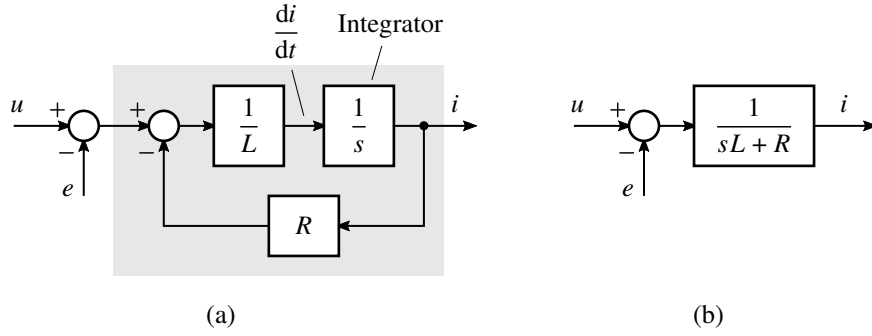 di
dt
Integrator
u
+
−
e
+
−
1
L
1
s
i
R
(a)
u
+
−
e
1
sL + R
i
(b)